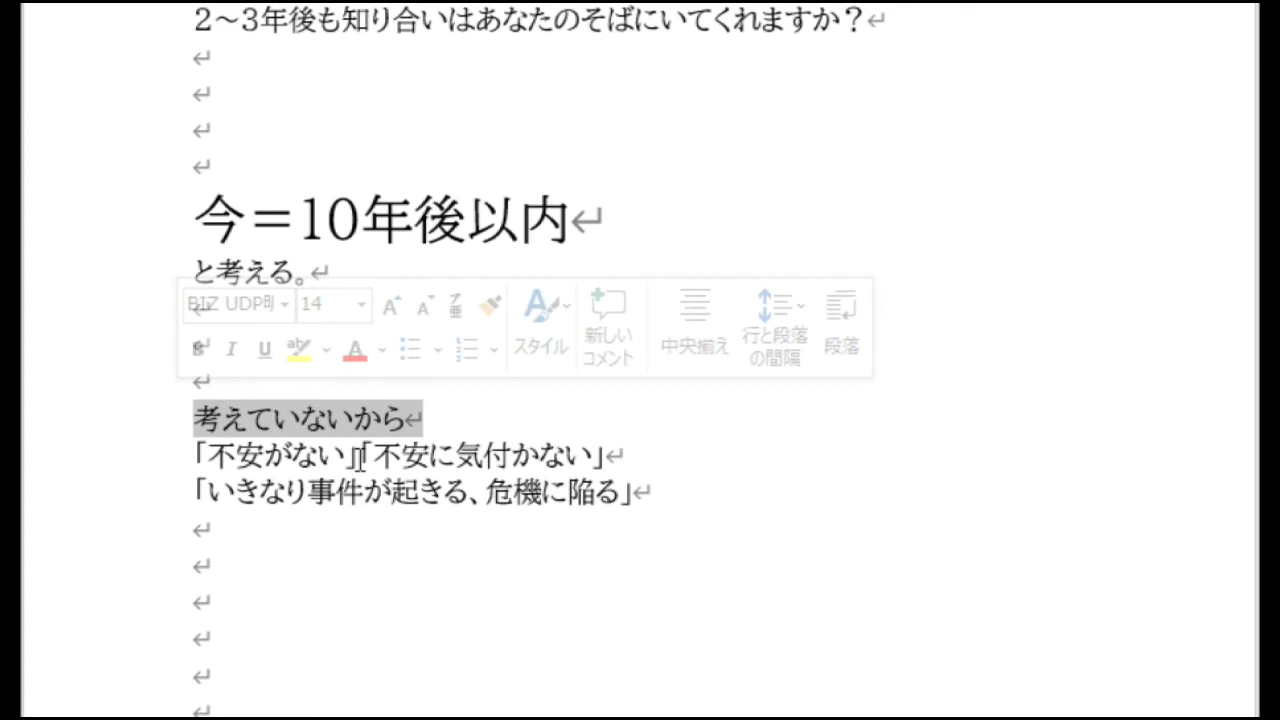 ２～３年後も知り合いはあなたのそばにいてくれますか？
今＝10年後以内
と考える。
BIZ UDP明 14
スタイル
新しい
コメント
中央揃え
行と段落
の間隔
段落
考えていないから
「不安がない」「不安に気付かない」
「いきなり事件が起きる、危機に陥る」